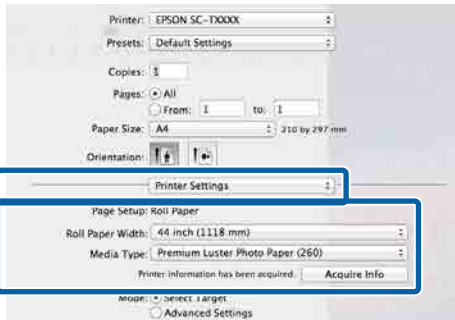 Printer: EPSON SC-TXXXX
Presets: Default Settings
Copies: 1
Pages: All
From: 1 to: 1
Paper Size: A4 210 by 297 mm
Orientation:
Printer Settings
Page Setup: Roll Paper
Roll Paper Width: 44 inch (1118 mm)
Media Type: Premium Luster Photo Paper (260)
Printer information has been acquired. Acquire Info
Mode: Select Target
Advanced Settings